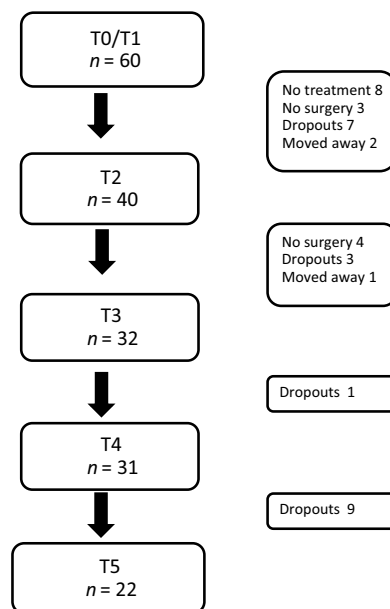 T0/T1
n = 60
No treatment 8
No surgery 3
Dropouts 7
Moved away 2
T2
n = 40
No surgery 4
Dropouts 3
Moved away 1
T3
n = 32
Dropouts 1
T4
n = 31
Dropouts 9
T5
n = 22